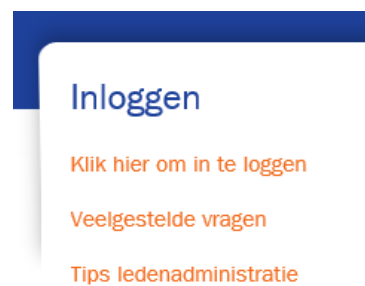 Inloggen
Klik hier om in te loggen
Veelgestelde vragen
Tips ledenadministratie